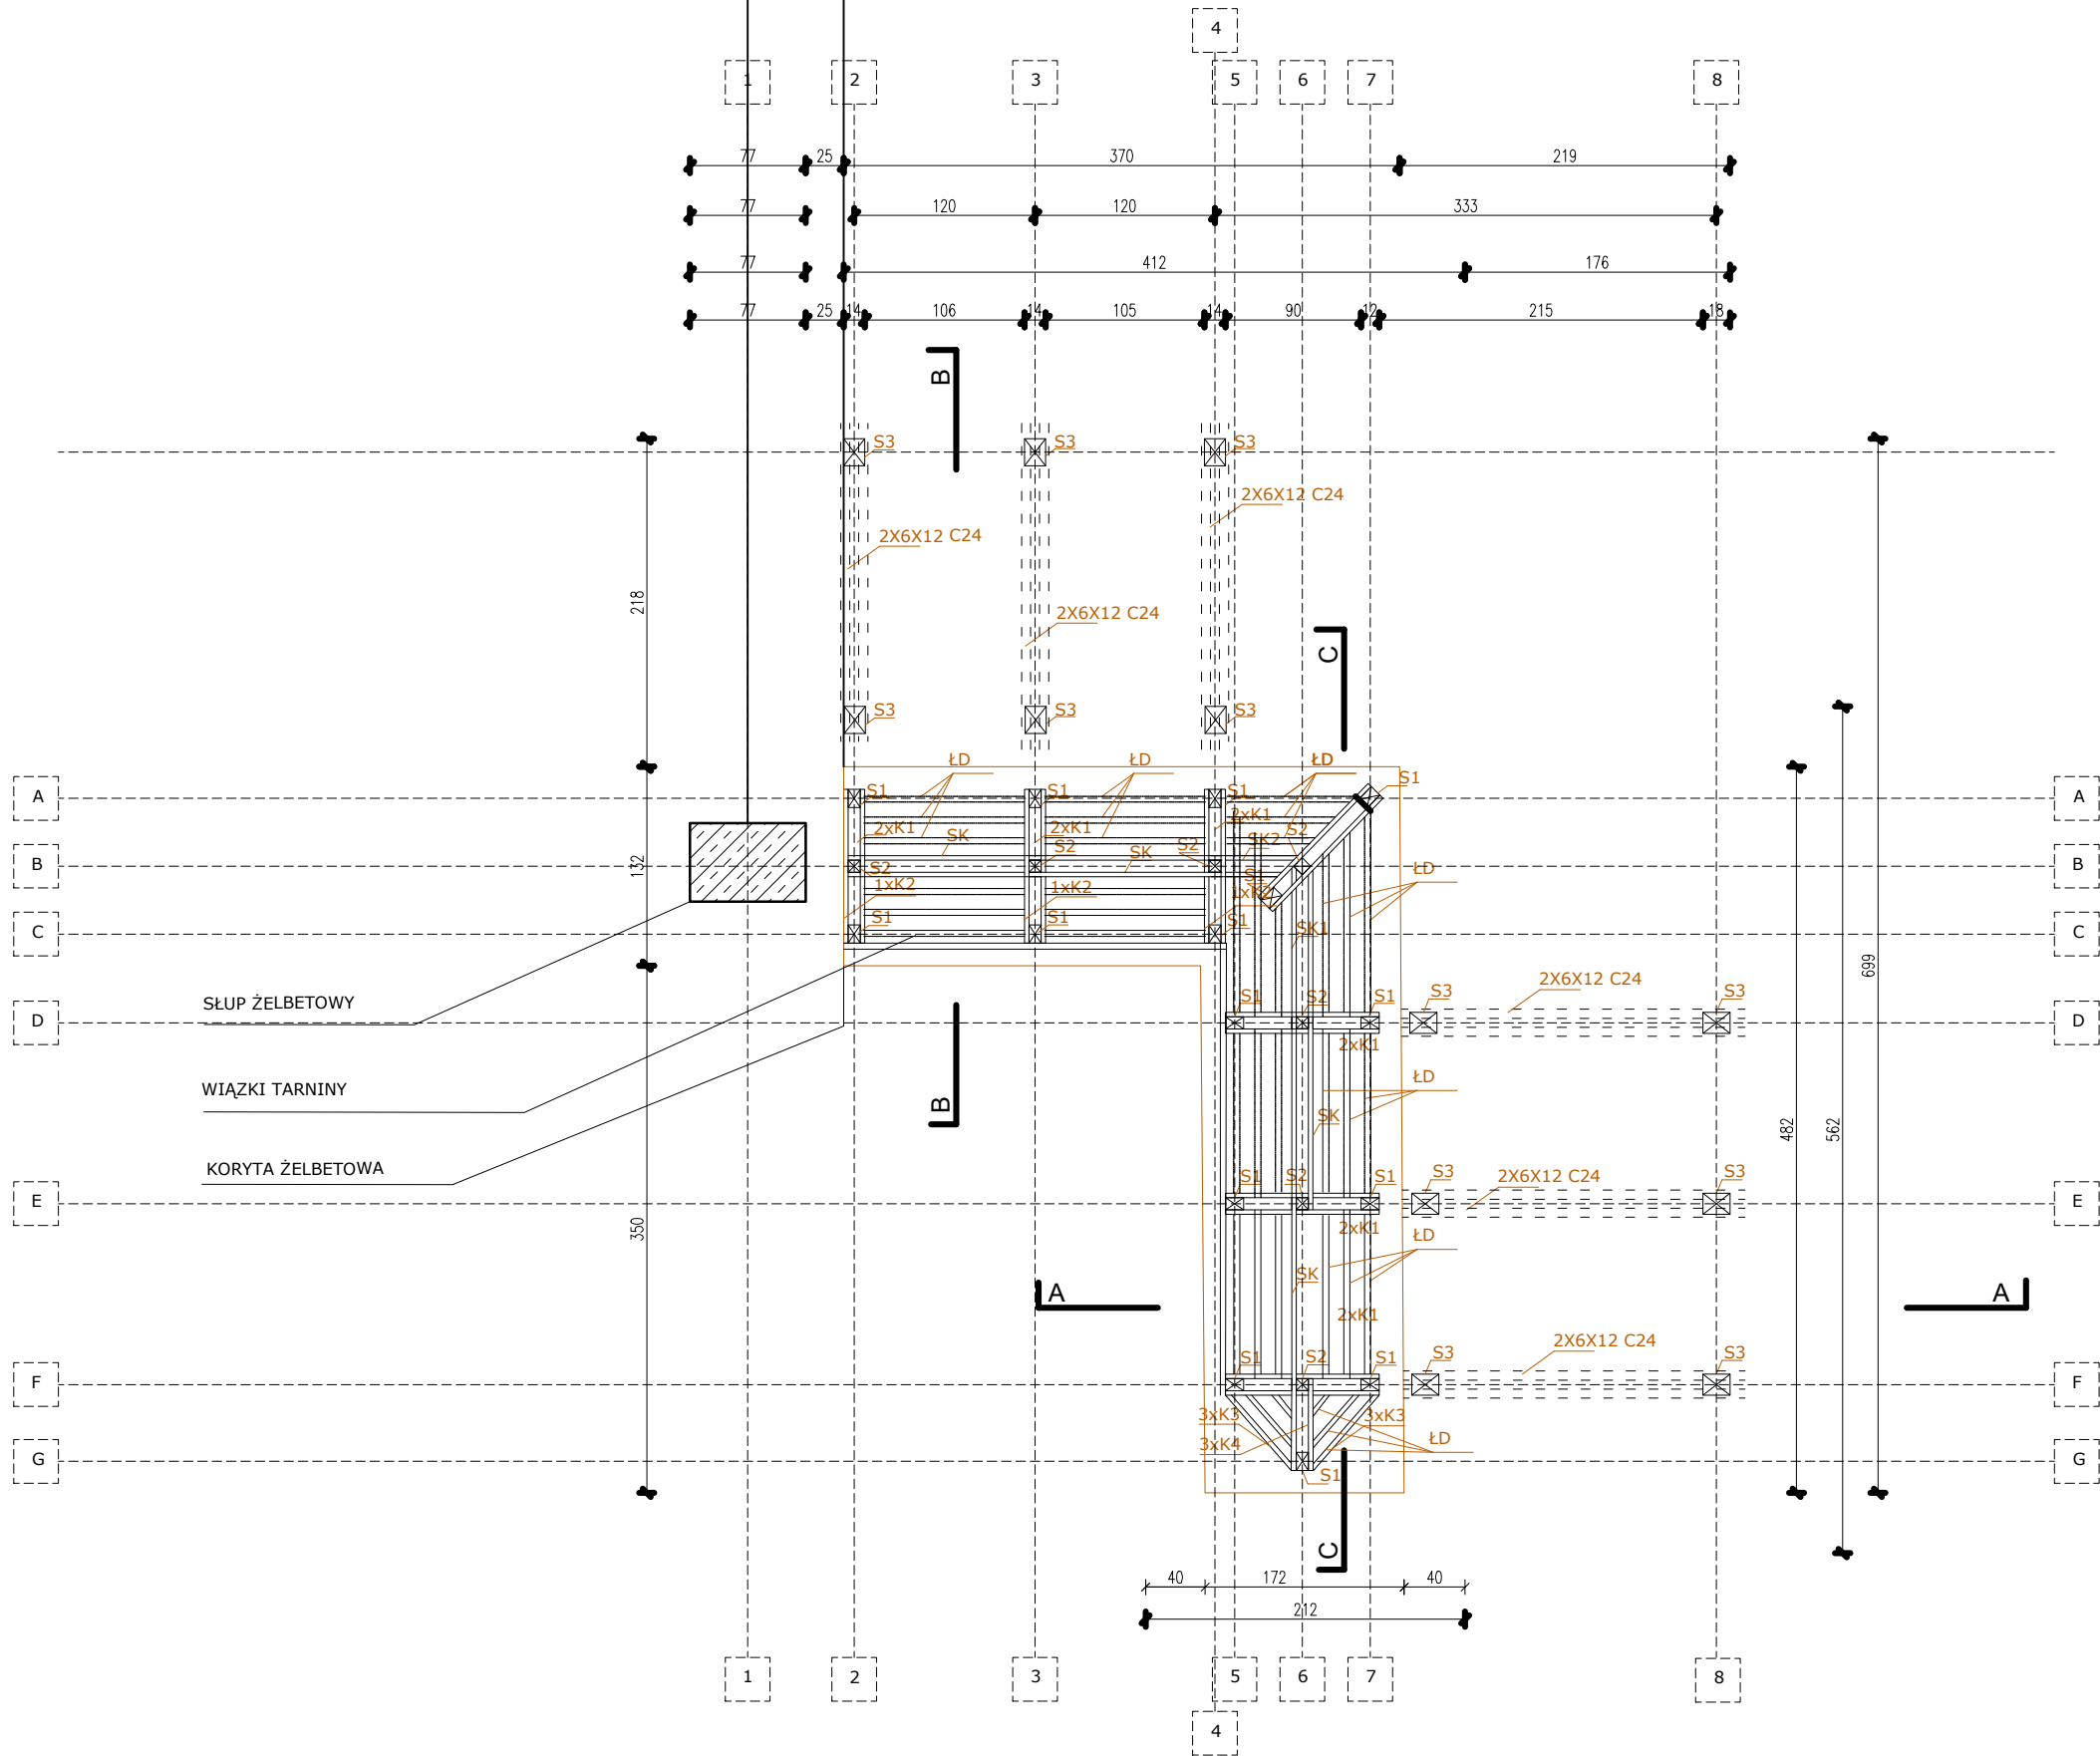 4
1 2 3 5 6 7 8
77 25 370 219
77 120 120 333
77 412 176
77 25 14 106 14 105 14 90 12 215 18
B
S3 S3 S3
2X6X12 C24
2X6X12 C24
218
2X6X12 C24
C
S3 S3 S3
ŁD ŁD ŁD
S1
A S1 S1 S1 A
2xK1
2xK1 2xK1 S2
SK SK2
S2 SK S2
B 132 S2 ŁD B
1xK2 1xK2 1xK2 S1
S1 S1 S1
C SK1 C
699
2X6X12 C24
S1 S2 S1 S3 S3
SŁUP ŻELBETOWY
D D
2xK1
ŁD
WIĄZKI TARNINY
B
SK
482 562
KORYTA ŻELBETOWA
S1 S2 S1 S3 2X6X12 C24 S3
E E
350
2xK1 ŁD
SK
A A
2xK1
2X6X12 C24
S1 S2 S1 S3 S3
F F
3xK3 3xK3
3xK4 ŁD
G G
S1
C
40 172 40
212
1 2 3 5 6 7 8
4